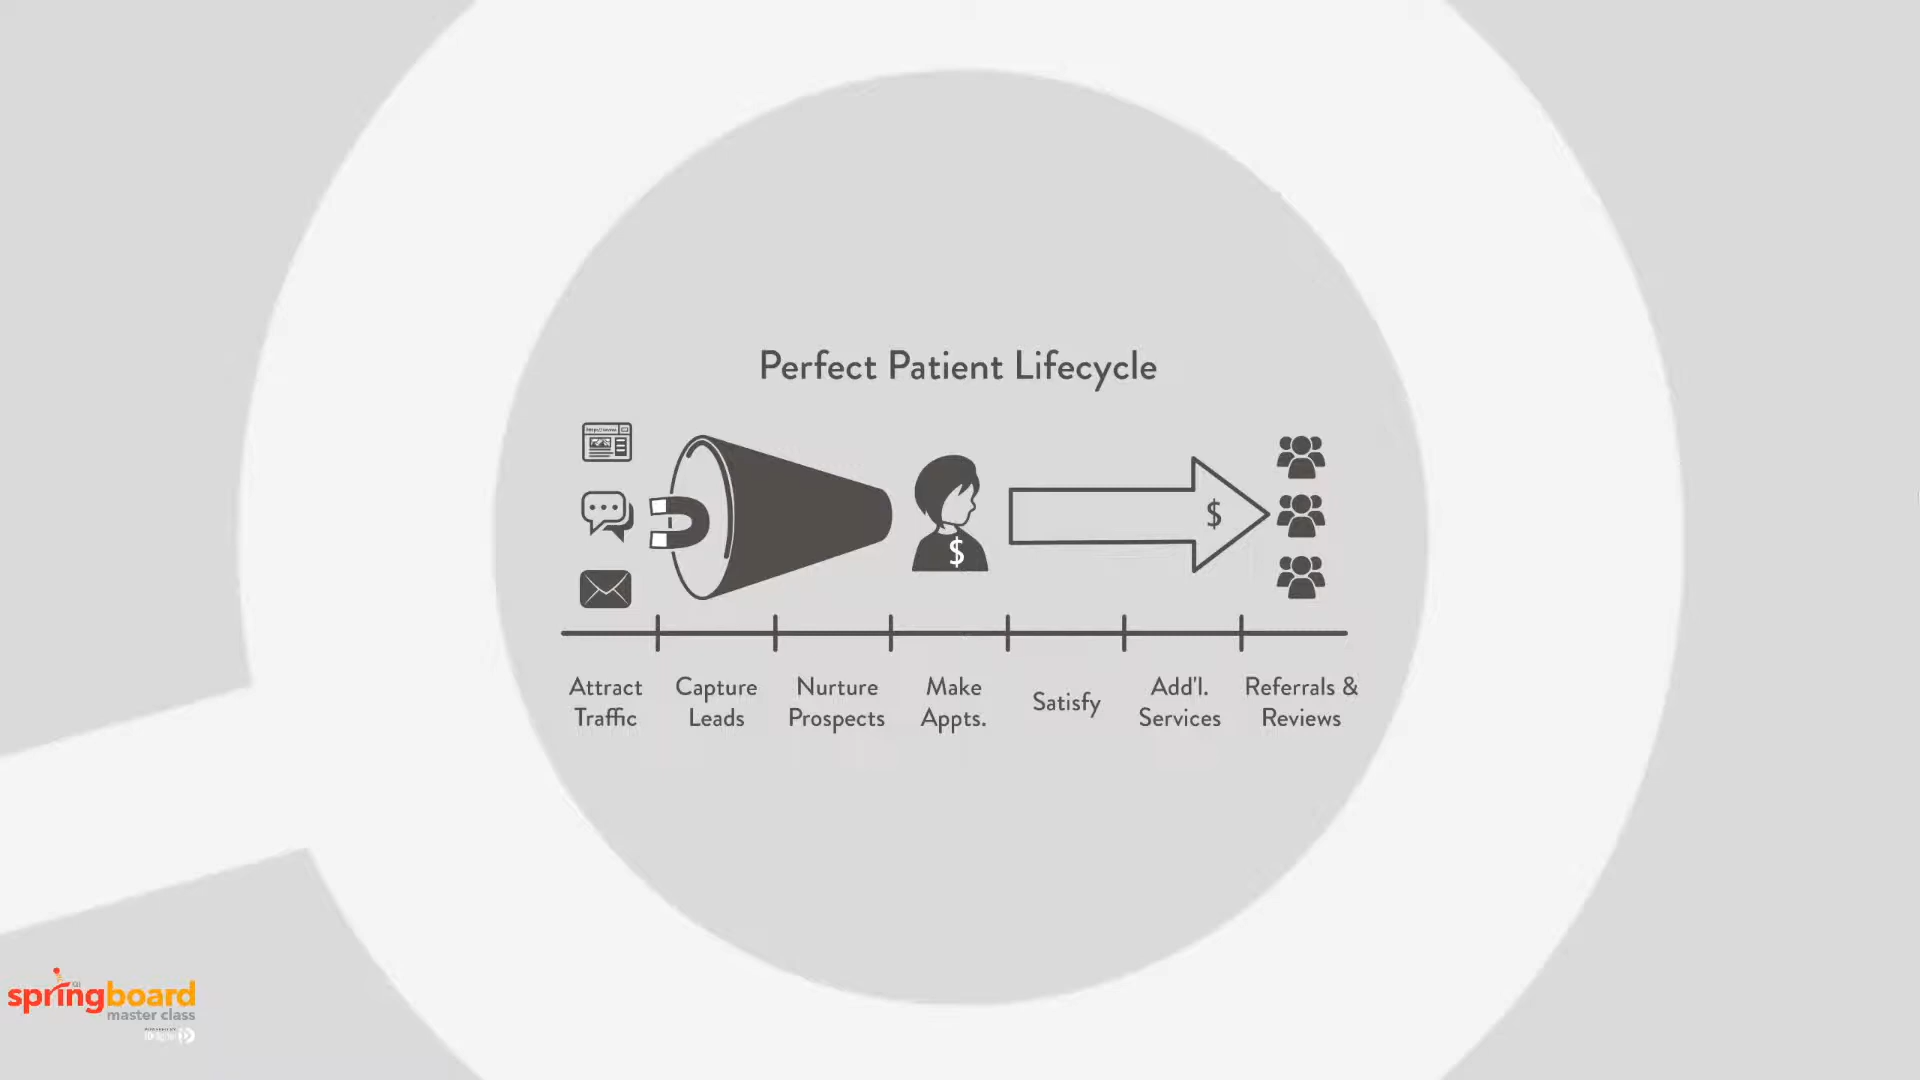 Perfect Patient Lifecycle
$
$
Attract
Traffic
Capture
Leads
Nurture
Prospects
Make
Appts.
Satisfy
Add'l.
Services
Referrals &
Reviews
springboard
master class